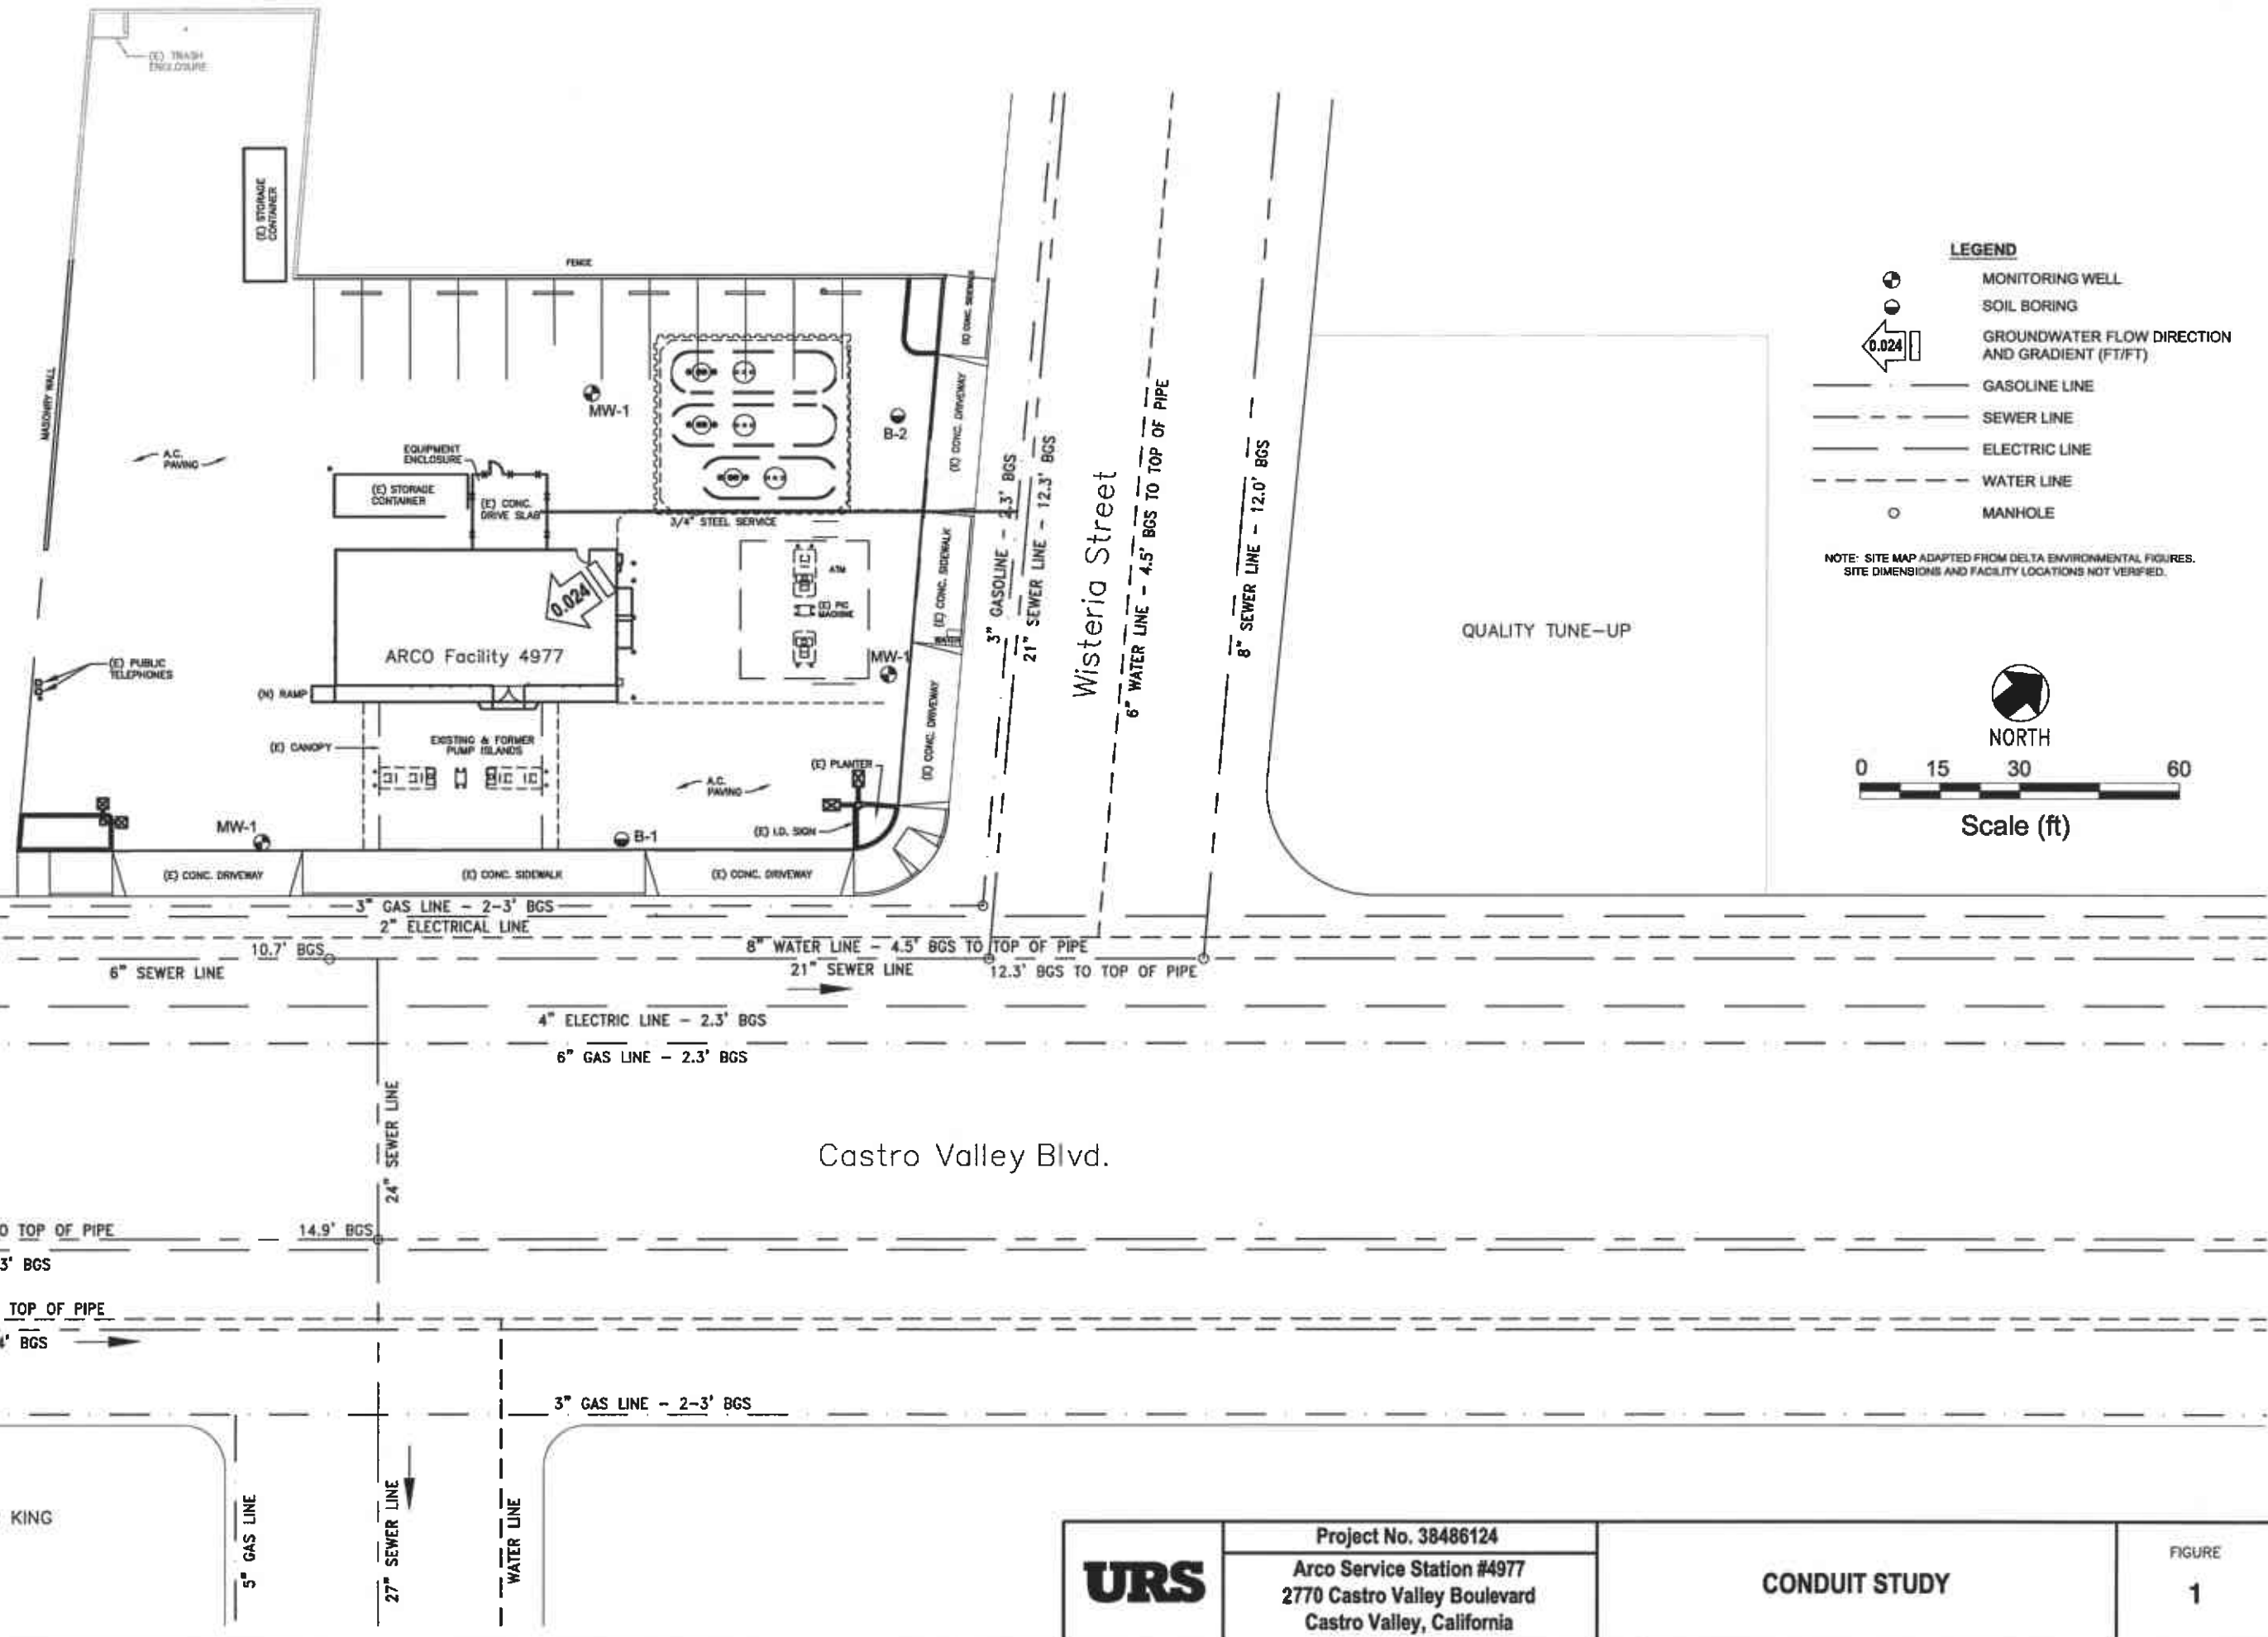 (E) TRASH
ENCLOSURE
(E) STORAGE
CONTAINER
FENCE
(E) CONC. SIDEWALK
MASONRY WALL
MW-1
B-2
(E) CONC. DRIVEWAY
A.C.
PAVING
EQUIPMENT
ENCLOSURE
(E) STORAGE
CONTAINER
(E) CONC.
DRIVE SLAB
3/4" STEEL SERVICE
ATM
(E) PIC
MACHINE
(E) CONC. SIDEWALK
WATER
0.024
ARCO Facility 4977
MW-1
(E) PUBLIC
TELEPHONES
(N) RAMP
(E) CANOPY
EXISTING & FORMER
PUMP ISLANDS
A.C.
PAVING
(E) PLANTER
(E) CONC. DRIVEWAY
(E) I.D. SIGN
MW-1
B-1
(E) CONC. DRIVEWAY
(E) CONC. SIDEWALK
(E) CONC. DRIVEWAY
3" GASOLINE - 2.3' BGS
21" SEWER LINE - 12.3' BGS
Wisteria Street
6" WATER LINE - 4.5' BGS TO TOP OF PIPE
8" SEWER LINE - 12.0' BGS
QUALITY TUNE-UP
LEGEND
MONITORING WELL
SOIL BORING
0.024
GROUNDWATER FLOW DIRECTION
AND GRADIENT (FT/FT)
GASOLINE LINE
SEWER LINE
ELECTRIC LINE
WATER LINE
MANHOLE
NOTE: SITE MAP ADAPTED FROM DELTA ENVIRONMENTAL FIGURES.
SITE DIMENSIONS AND FACILITY LOCATIONS NOT VERIFIED.
NORTH
0 15 30 60
Scale (ft)
3" GAS LINE - 2-3' BGS
2" ELECTRICAL LINE
10.7' BGS
8" WATER LINE - 4.5' BGS TO TOP OF PIPE
6" SEWER LINE
21" SEWER LINE
12.3' BGS TO TOP OF PIPE
4" ELECTRIC LINE - 2.3' BGS
6" GAS LINE - 2.3' BGS
24" SEWER LINE
Castro Valley Blvd.
O TOP OF PIPE
14.9' BGS
3' BGS
TOP OF PIPE
4' BGS
3" GAS LINE - 2-3' BGS
KING
5" GAS LINE
27" SEWER LINE
WATER LINE
URS
Project No. 38486124
Arco Service Station #4977
2770 Castro Valley Boulevard
Castro Valley, California
CONDUIT STUDY
FIGURE
1